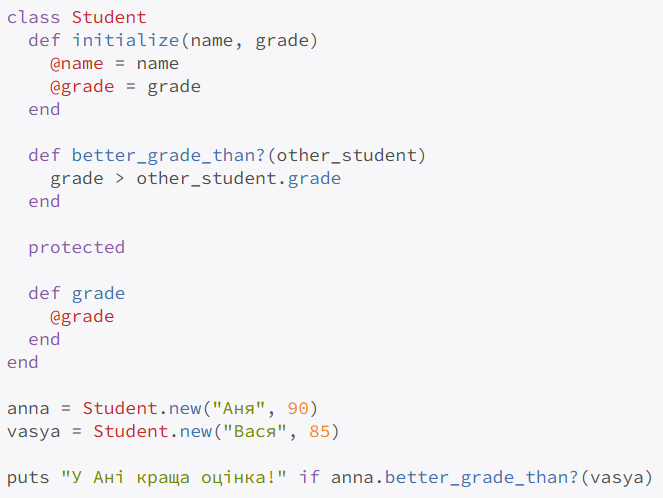 class Student
  def initialize(name, grade)
    @name = name
    @grade = grade
  end

  def better_grade_than?(other_student)
    grade > other_student.grade
  end

  protected

  def grade
    @grade
  end
end

anna = Student.new("Аня", 90)
vasya = Student.new("Вася", 85)

puts "У Ані краща оцінка!" if anna.better_grade_than?(vasya)